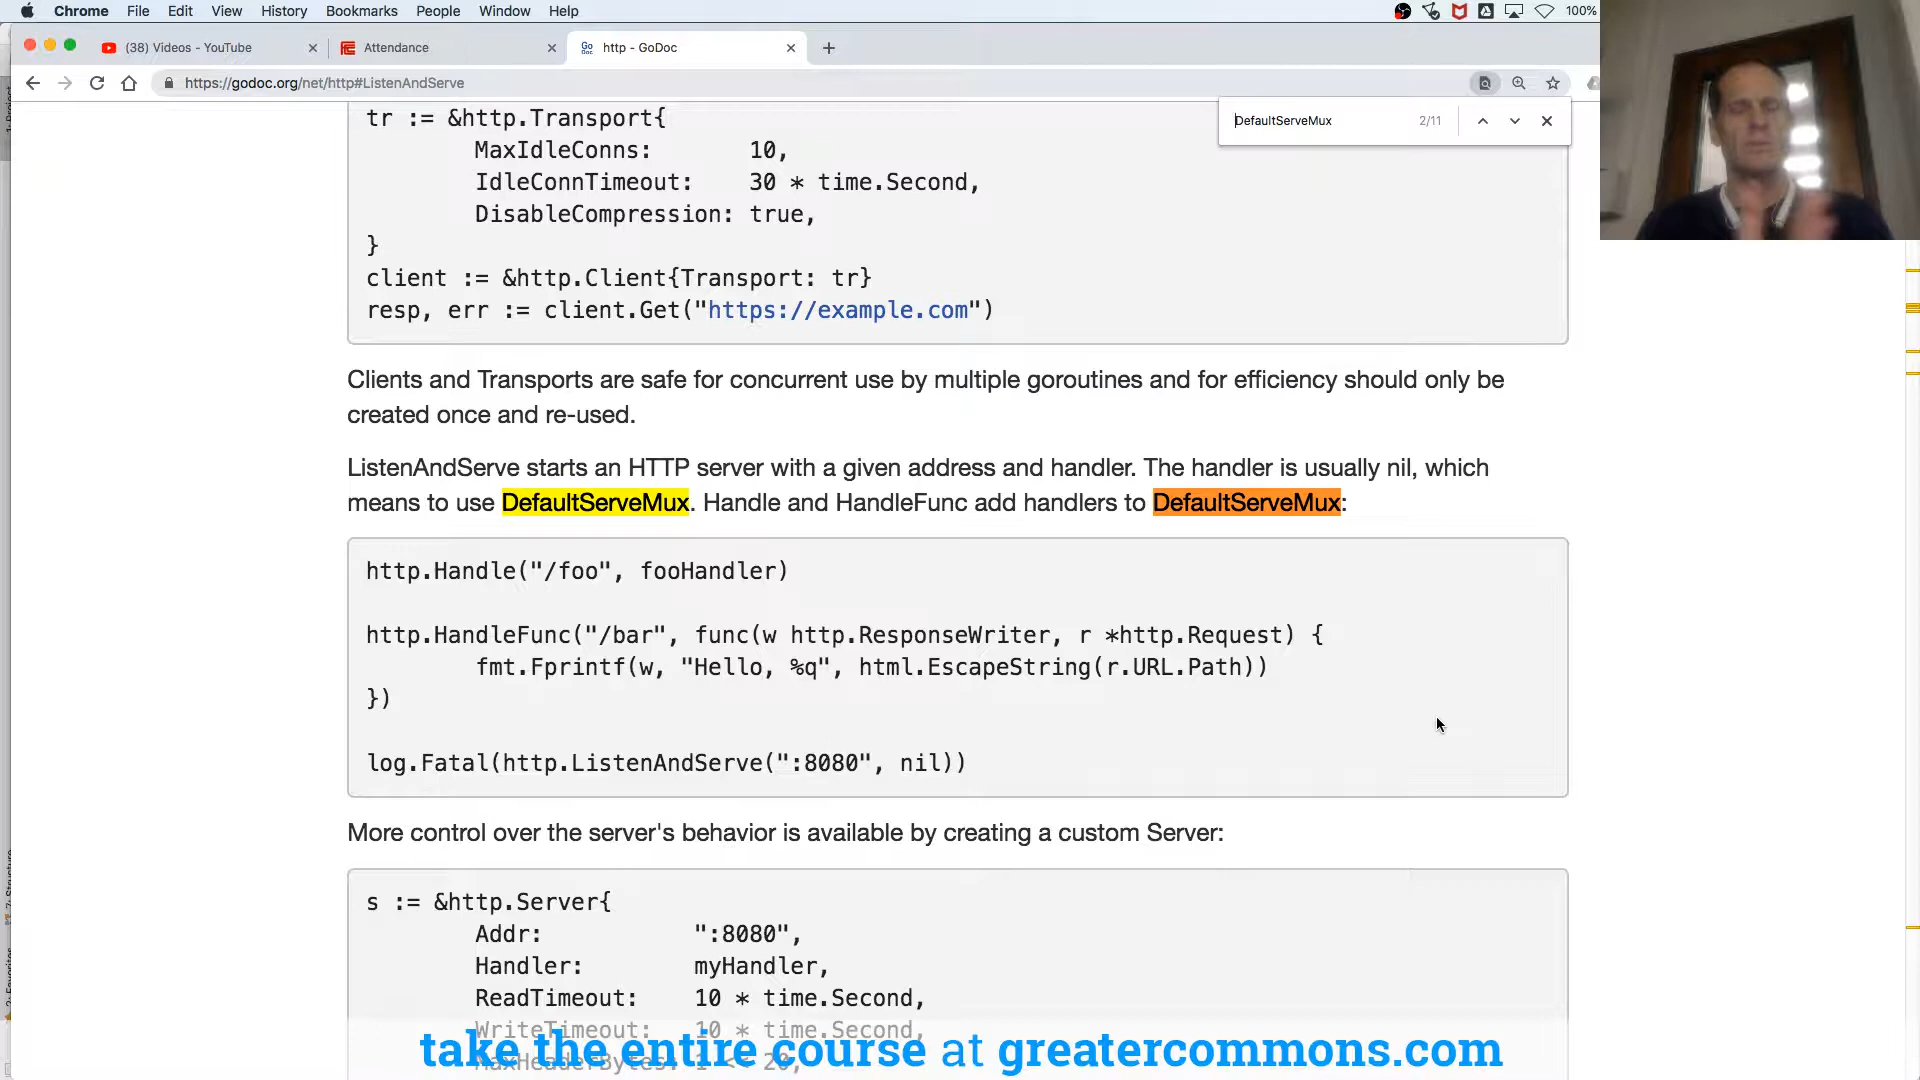 Chrome File Edit View History Bookmarks People Window Help 100%
(38) Videos - YouTube
Attendance
http - GoDoc
https://godoc.org/net/http#ListenAndServe
DefaultServeMux 2/11
tr := &http.Transport{
MaxIdleConns: 10,
IdleConnTimeout: 30 * time.Second,
DisableCompression: true,
}
client := &http.Client{Transport: tr}
resp, err := client.Get("https://example.com")
Clients and Transports are safe for concurrent use by multiple goroutines and for efficiency should only be
created once and re-used.
ListenAndServe starts an HTTP server with a given address and handler. The handler is usually nil, which
means to use DefaultServeMux. Handle and HandleFunc add handlers to DefaultServeMux:
http.Handle("/foo", fooHandler)
http.HandleFunc("/bar", func(w http.ResponseWriter, r *http.Request) {
fmt.Fprintf(w, "Hello, %q", html.EscapeString(r.URL.Path))
})
log.Fatal(http.ListenAndServe(":8080", nil))
More control over the server's behavior is available by creating a custom Server:
s := &http.Server{
Addr: ":8080",
Handler: myHandler,
ReadTimeout: 10 * time.Second,
WriteTimeout: 10 * time.Second,
MaxHeaderBytes: 1 << 20,
take the entire course at greatercommons.com